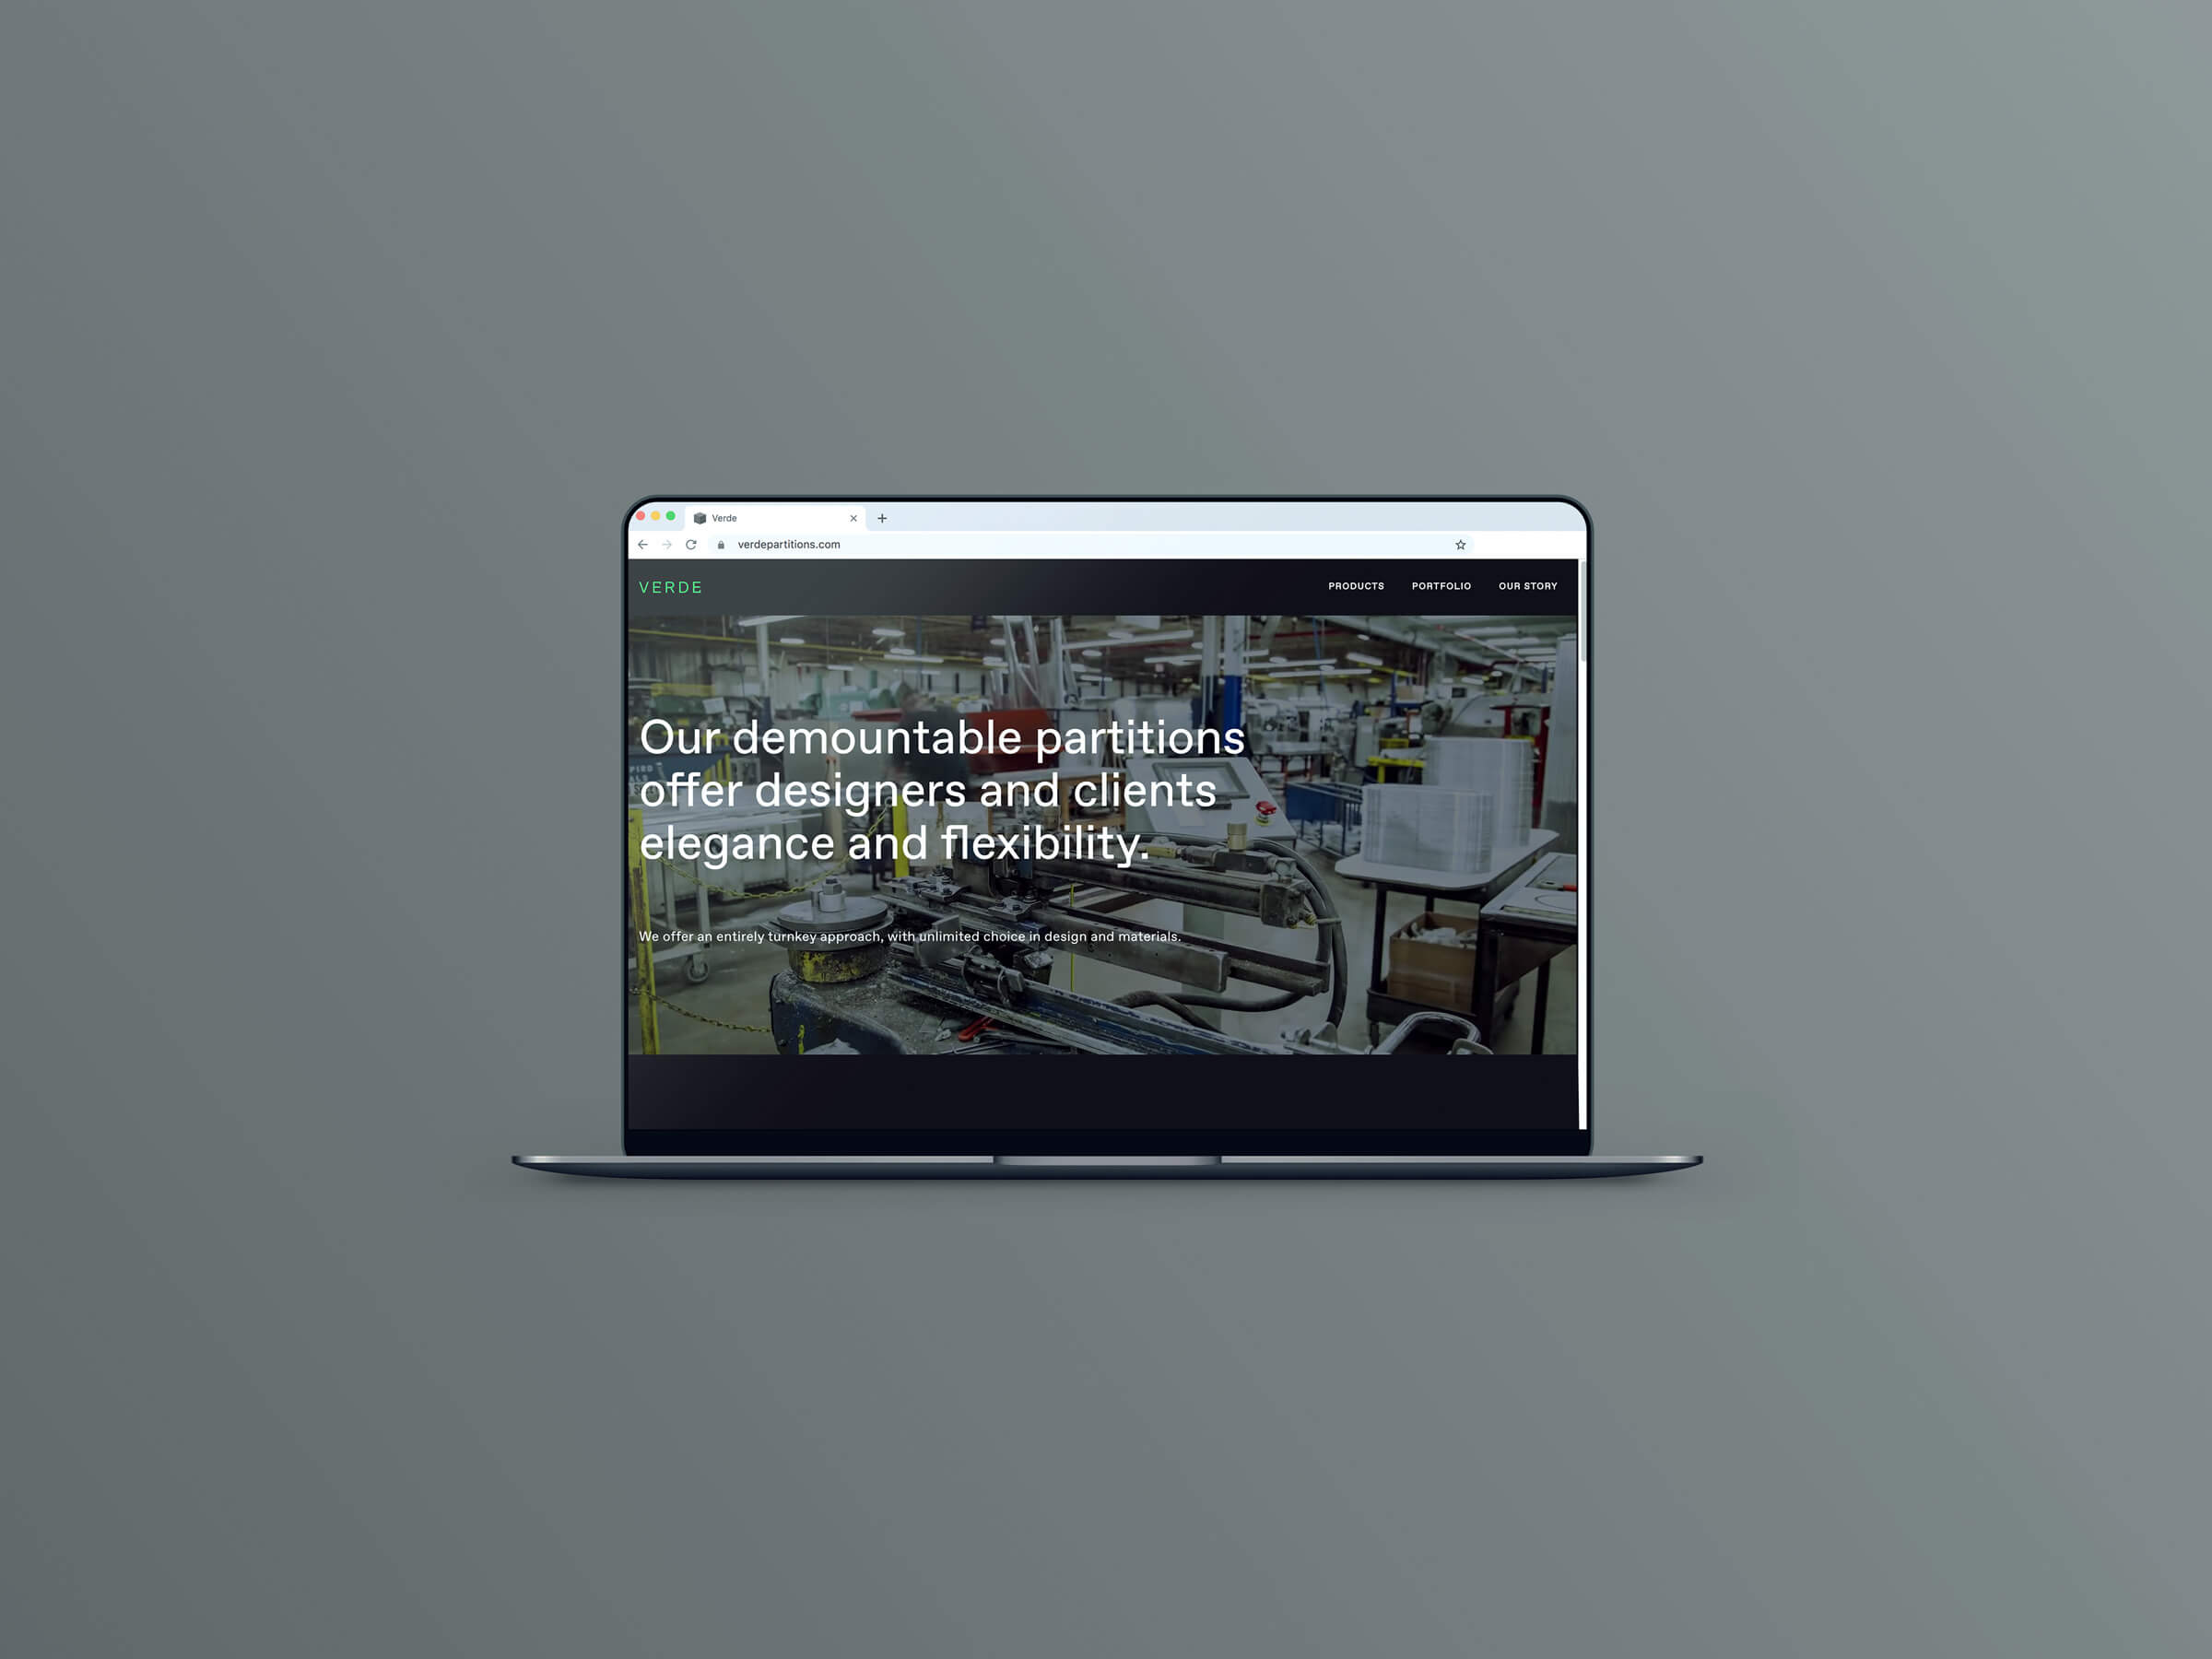 Verde
verdepartitions.com
VERDE
PRODUCTS PORTFOLIO OUR STORY
Our demountable partitions
offer designers and clients
elegance and flexibility.
We offer an entirely turnkey approach, with unlimited choice in design and materials.